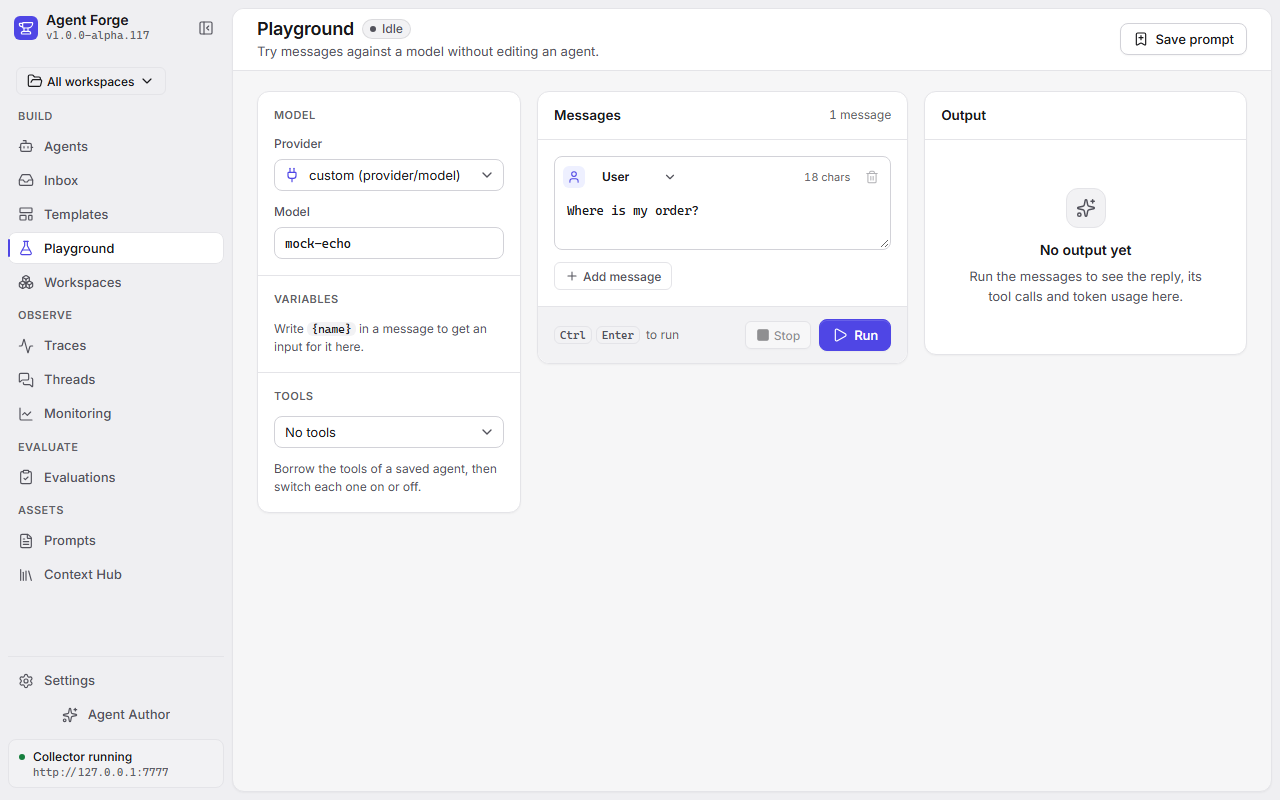 Agent Forge
v1.0.0-alpha.117
All workspaces
BUILD
Agents
Inbox
Templates
Playground
Workspaces
OBSERVE
Traces
Threads
Monitoring
EVALUATE
Evaluations
ASSETS
Prompts
Context Hub
Settings
Agent Author
Collector running
http://127.0.0.1:7777
Playground
Idle
Try messages against a model without editing an agent.
Save prompt
MODEL
Provider
custom (provider/model)
Model
mock-echo
VARIABLES
Write {name} in a message to get an
input for it here.
TOOLS
No tools
Borrow the tools of a saved agent, then
switch each one on or off.
Messages
1 message
User
18 chars
Where is my order?
Add message
Ctrl Enter to run
Stop
Run
Output
No output yet
Run the messages to see the reply, its
tool calls and token usage here.